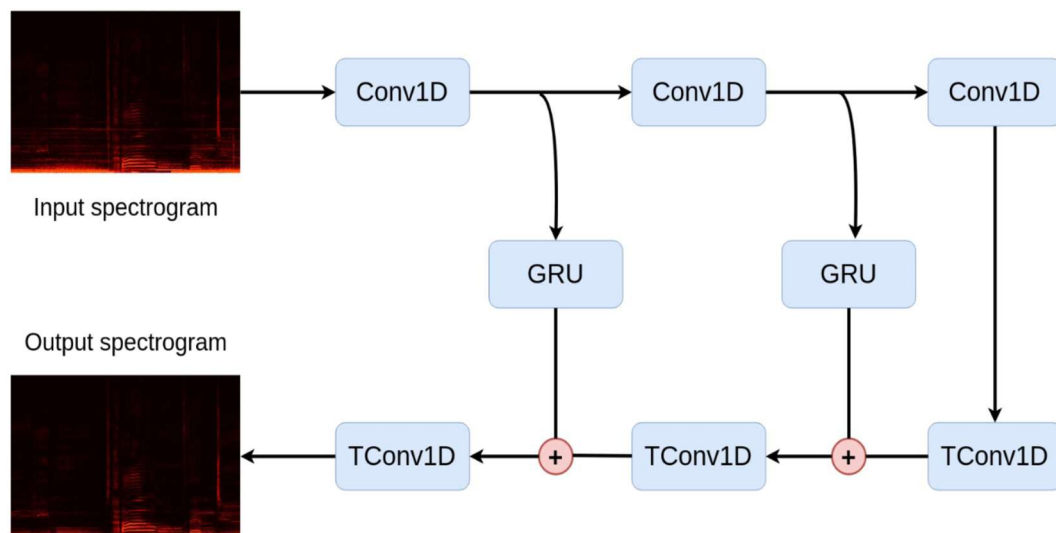 Conv1D
Conv1D
Conv1D
Input spectrogram
GRU
GRU
Output spectrogram
TConv1D
+
TConv1D
+
TConv1D